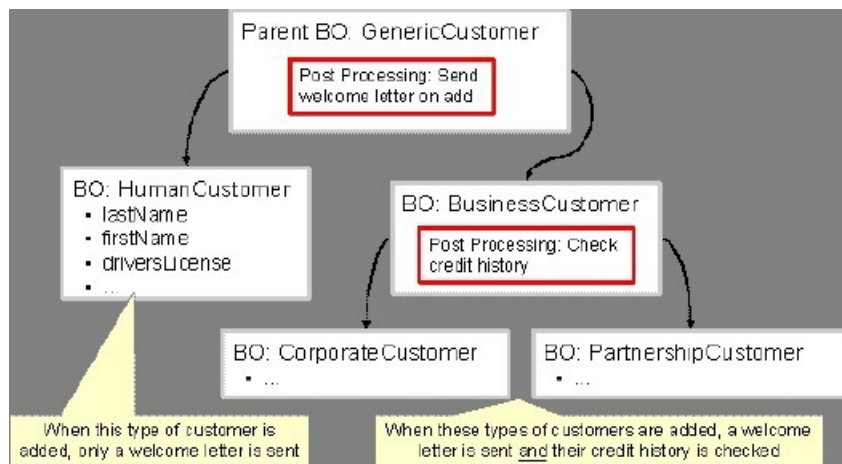 Parent BO: GenericCustomer
Post Processing: Send
welcome letter on add
BO: HumanCustomer
▪ lastName
▪ firstName
▪ driversLicense
▪ ...
BO: BusinessCustomer
Post Processing: Check
credit history
BO: CorporateCustomer
▪ ...
BO: PartnershipCustomer
▪ ...
When this type of customer is
added, only a welcome letter is sent
When these types of customers are added, a welcome
letter is sent and their credit history is checked